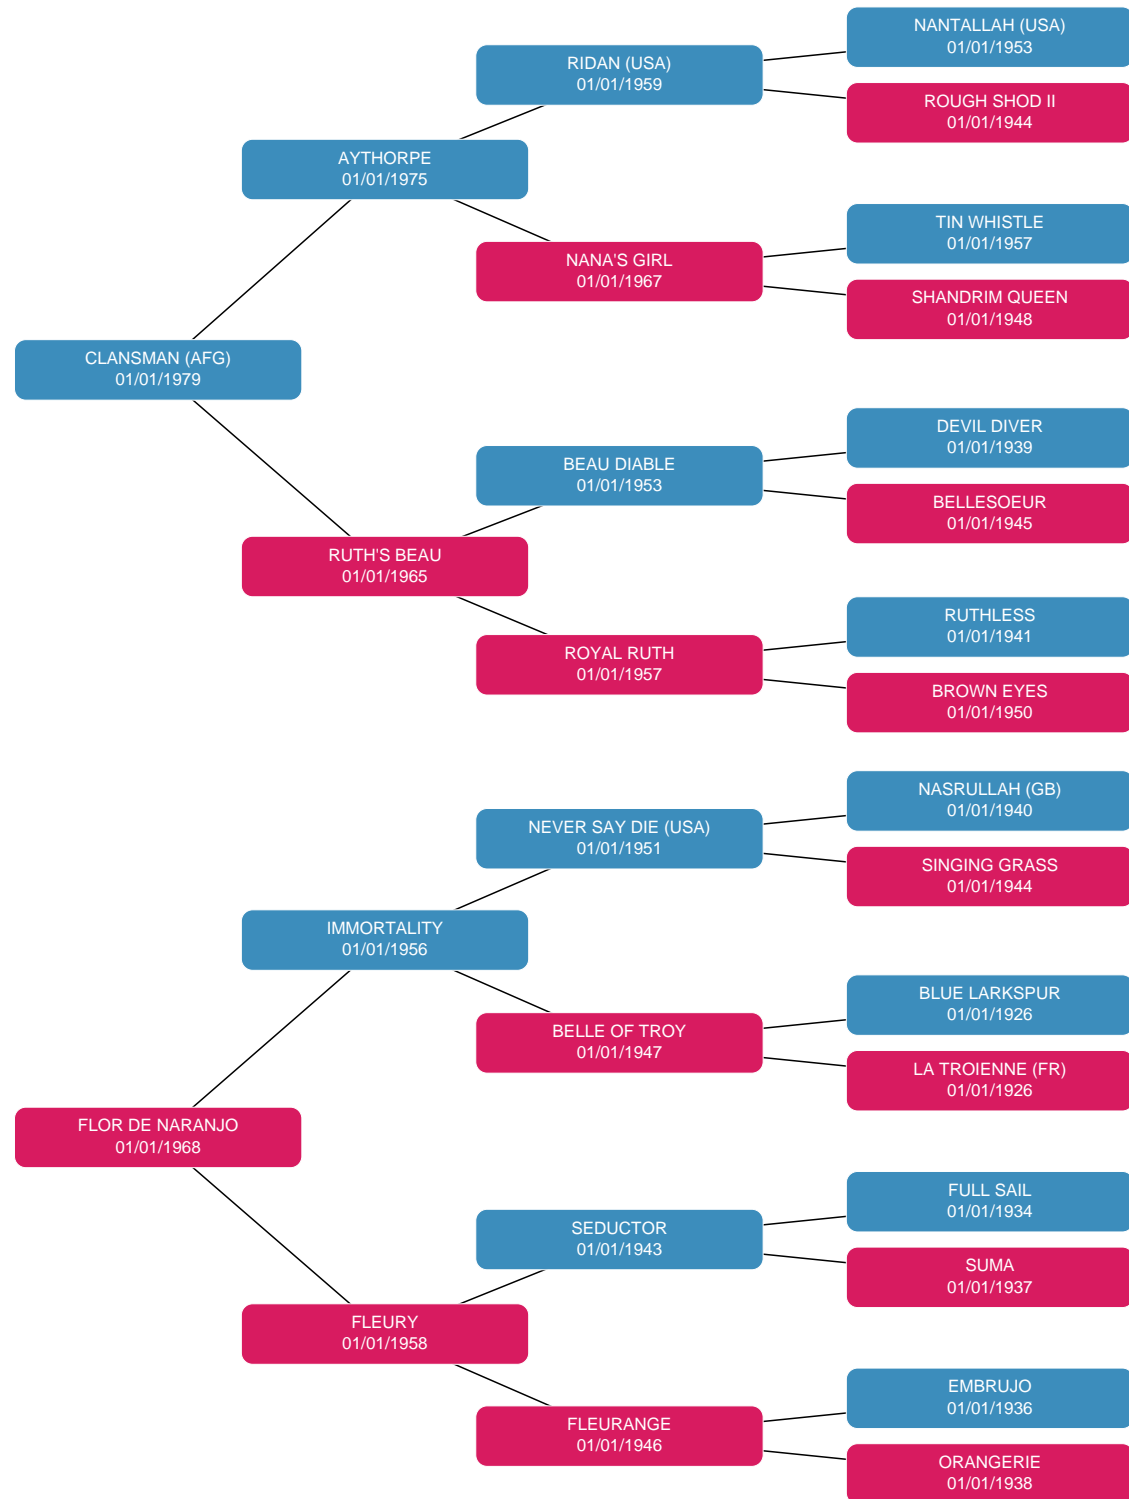 NANTALLAH (USA)
01/01/1953
RIDAN (USA)
01/01/1959
ROUGH SHOD II
01/01/1944
AYTHORPE
01/01/1975
TIN WHISTLE
01/01/1957
NANA'S GIRL
01/01/1967
SHANDRIM QUEEN
01/01/1948
CLANSMAN (AFG)
01/01/1979
DEVIL DIVER
01/01/1939
BEAU DIABLE
01/01/1953
BELLESOEUR
01/01/1945
RUTH'S BEAU
01/01/1965
RUTHLESS
01/01/1941
ROYAL RUTH
01/01/1957
BROWN EYES
01/01/1950
NASRULLAH (GB)
01/01/1940
NEVER SAY DIE (USA)
01/01/1951
SINGING GRASS
01/01/1944
IMMORTALITY
01/01/1956
BLUE LARKSPUR
01/01/1926
BELLE OF TROY
01/01/1947
LA TROIENNE (FR)
01/01/1926
FLOR DE NARANJO
01/01/1968
FULL SAIL
01/01/1934
SEDUCTOR
01/01/1943
SUMA
01/01/1937
FLEURY
01/01/1958
EMBRUJO
01/01/1936
FLEURANGE
01/01/1946
ORANGERIE
01/01/1938